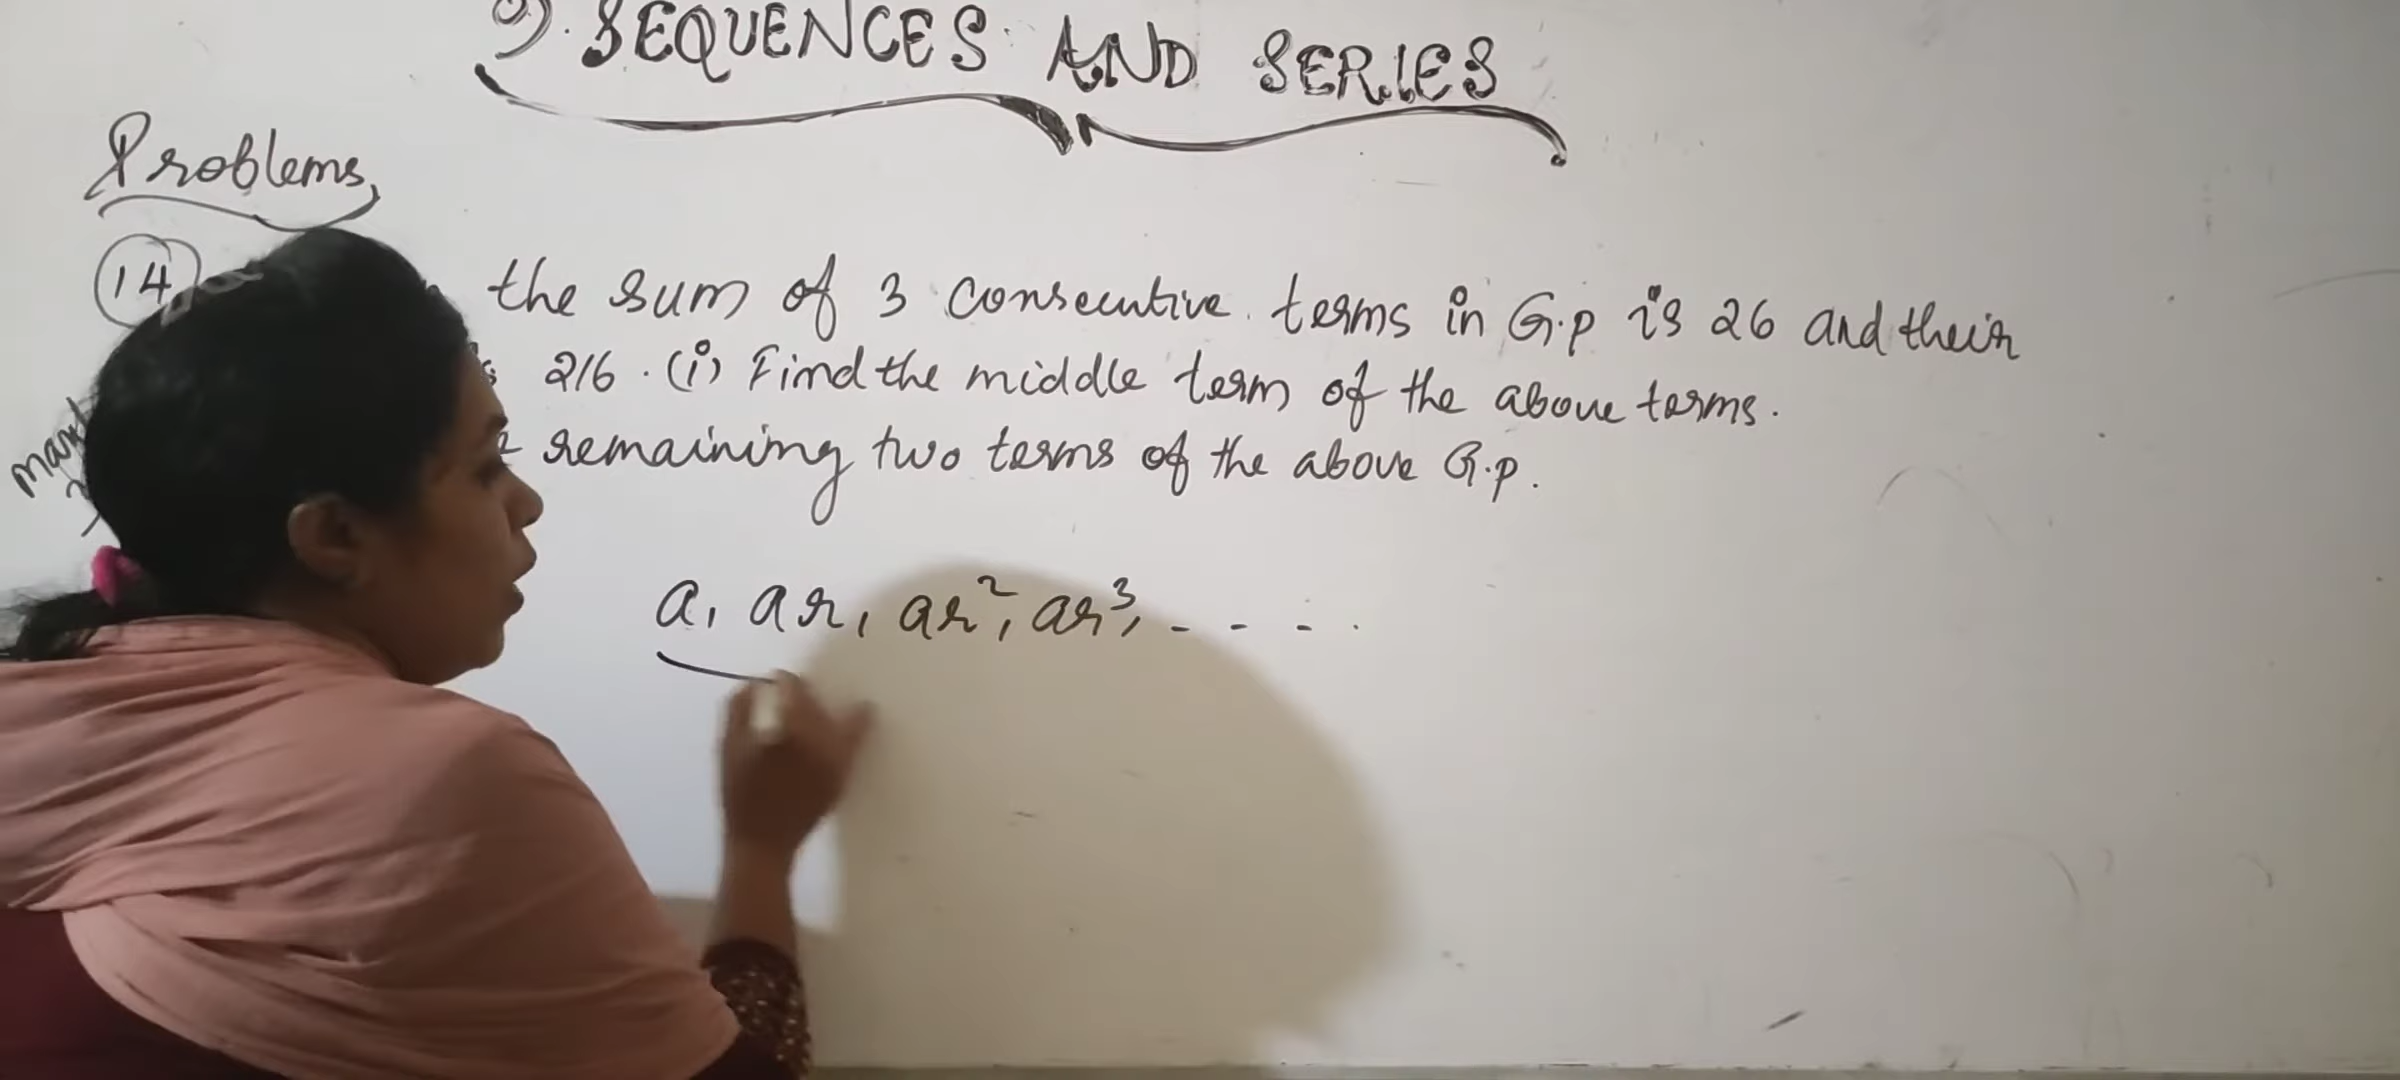 9). SEQUENCES AND SERIES
Problems,
14
the sum of 3 consecutive terms in G.p is 26 and their
216. (i) Find the middle term of the above terms.
remaining two terms of the above G.p.
a, ar, ar², ar³, - - - .